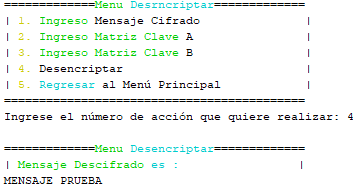 =============Menu Desrncriptar=============
| 1. Ingreso Mensaje Cifrado |
| 2. Ingreso Matriz Clave A |
| 3. Ingreso Matriz Clave B |
| 4. Desencriptar |
| 5. Regresar al Menú Principal |
===========================================
Ingrese el número de acción que quiere realizar: 4
=============Menu Desencriptar=============
| Mensaje Descifrado es : |
MENSAJE PRUEBA